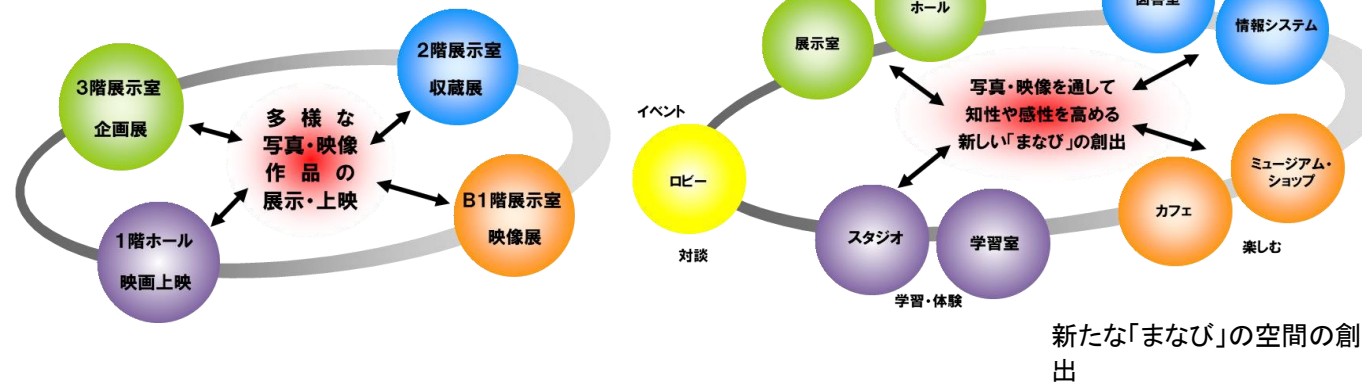 3階展示室
企画展
2階展示室
収蔵展
多様な
写真・映像
作品の
展示・上映
1階ホール
映画上映
B1階展示室
映像展
ホール
展示室
情報システム
イベント
ロビー
対談
写真・映像を通して
知性や感性を高める
新しい「まなび」の創出
スタジオ
学習室
学習・体験
カフェ
ミュージアム・
ショップ
楽しむ
新たな「まなび」の空間の創
出